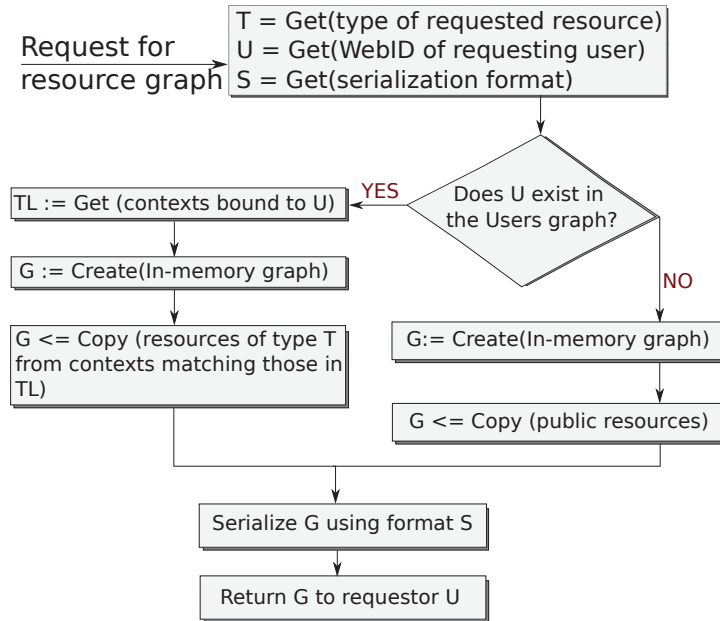 Request for
resource graph
T = Get(type of requested resource)
U = Get(WebID of requesting user)
S = Get(serialization format)
Does U exist in
the Users graph?
YES
TL := Get (contexts bound to U)
G := Create(In-memory graph)
G <= Copy (resources of type T
from contexts matching those in
TL)
NO
G:= Create(In-memory graph)
G <= Copy (public resources)
Serialize G using format S
Return G to requestor U